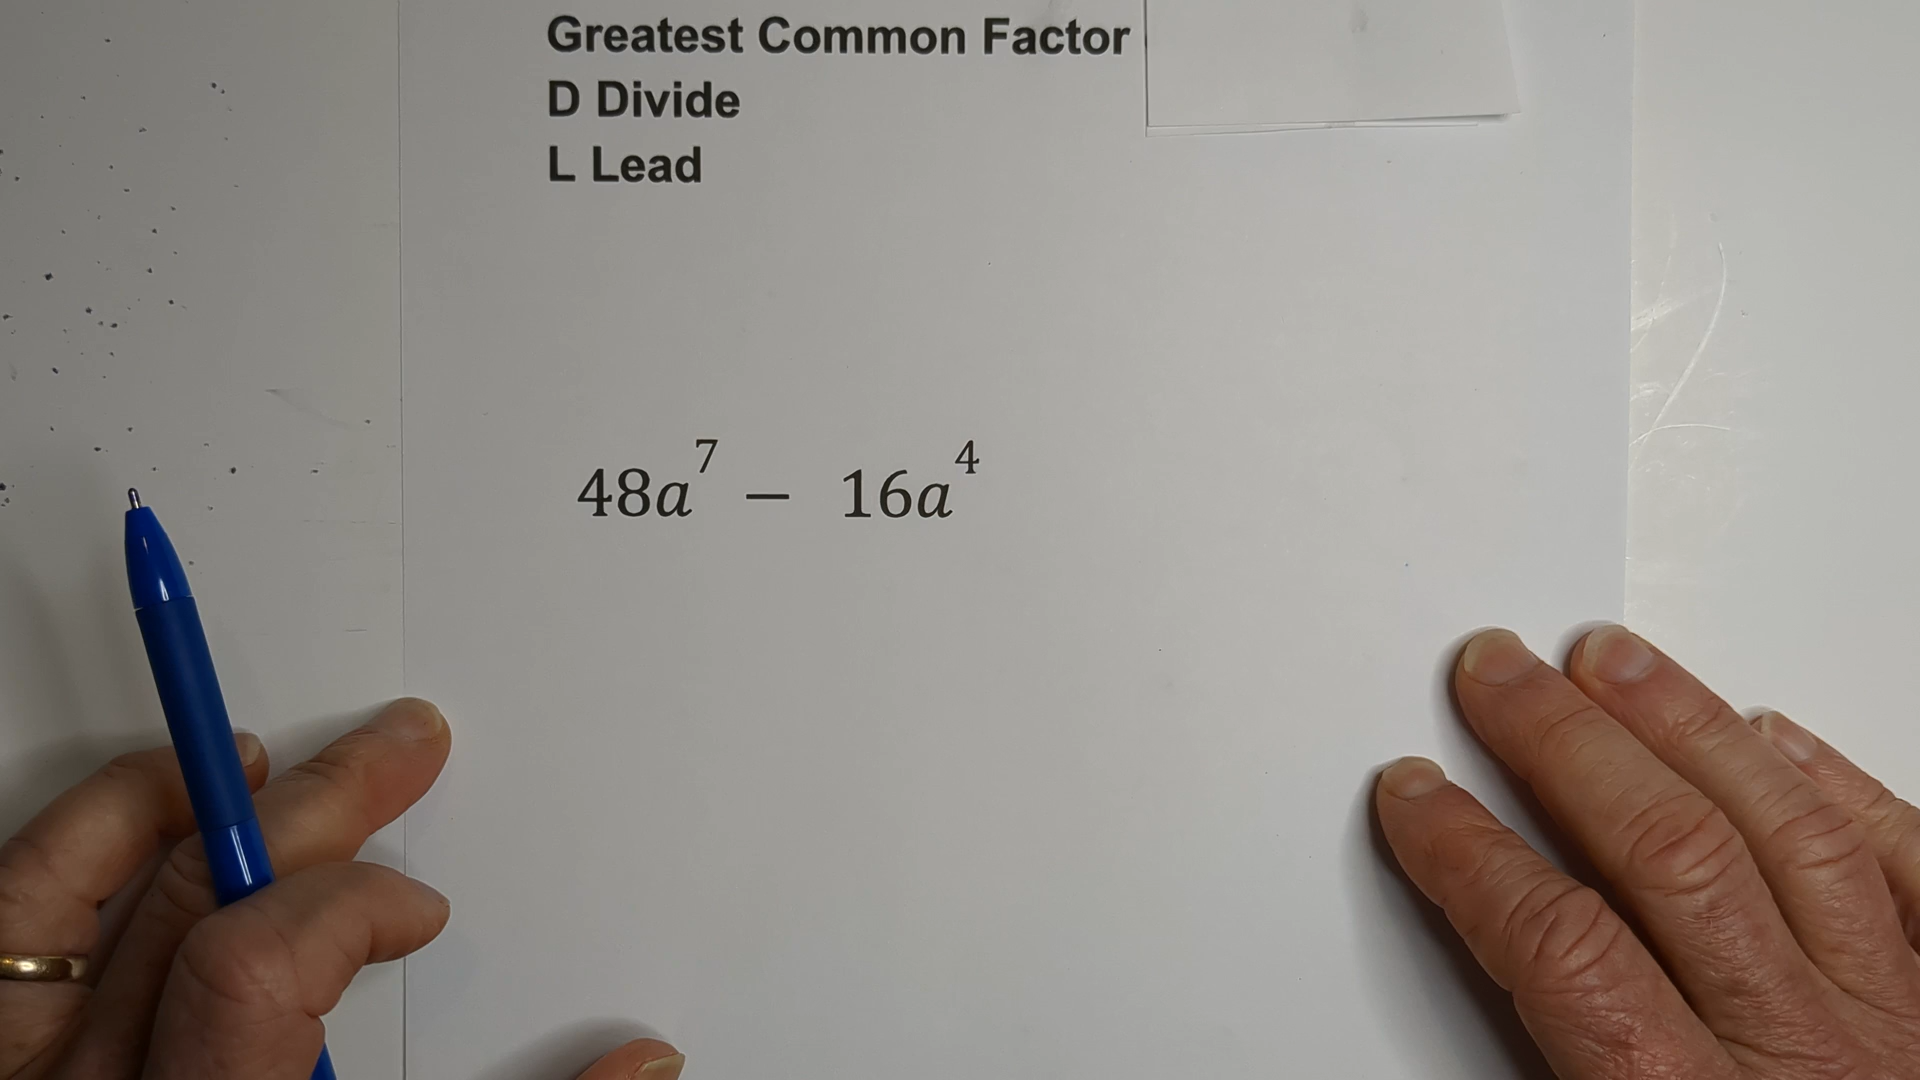 Greatest Common Factor
D Divide
L Lead
48a⁷ − 16a⁴